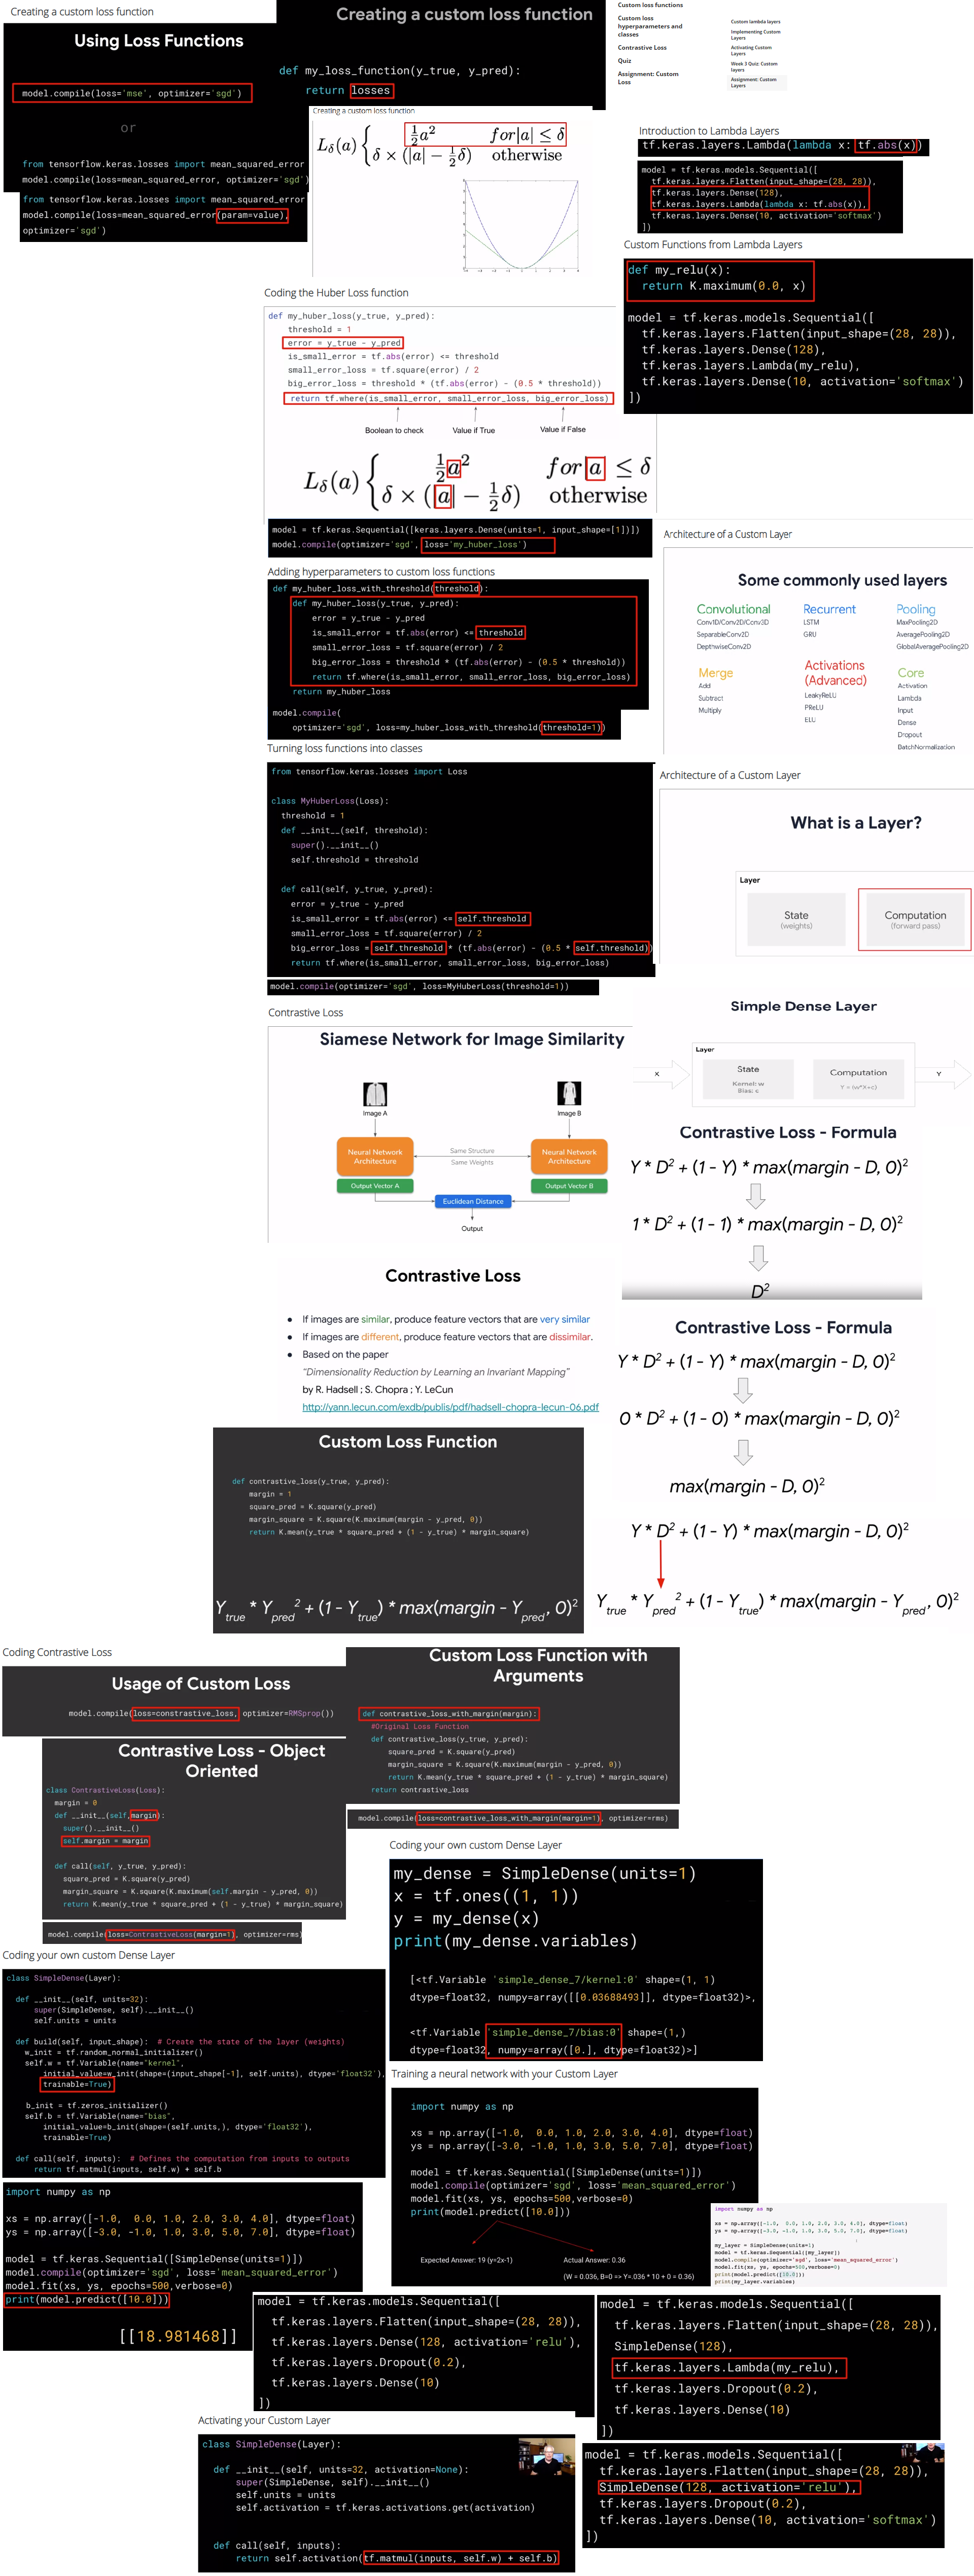 Creating a custom loss function
Using Loss Functions
model.compile(loss='mse', optimizer='sgd')
or
from tensorflow.keras.losses import mean_squared_error
model.compile(loss=mean_squared_error, optimizer='sgd')
from tensorflow.keras.losses import mean_squared_error
model.compile(loss=mean_squared_error(param=value),
optimizer='sgd')
Creating a custom loss function
def my_loss_function(y_true, y_pred):
return losses
Creating a custom loss function
Lδ(a) { ½a² for|a| ≤ δ
δ × (|a| − ½δ) otherwise
Custom loss functions
Custom loss
hyperparameters and
classes
Contrastive Loss
Quiz
Assignment: Custom
Loss
Custom lambda layers
Implementing Custom
Layers
Activating Custom
Layers
Week 3 Quiz: Custom
layers
Assignment: Custom
Layers
Introduction to Lambda Layers
tf.keras.layers.Lambda(lambda x: tf.abs(x))
model = tf.keras.models.Sequential([
tf.keras.layers.Flatten(input_shape=(28, 28)),
tf.keras.layers.Dense(128),
tf.keras.layers.Lambda(lambda x: tf.abs(x)),
tf.keras.layers.Dense(10, activation='softmax')
])
Custom Functions from Lambda Layers
def my_relu(x):
return K.maximum(0.0, x)
model = tf.keras.models.Sequential([
tf.keras.layers.Flatten(input_shape=(28, 28)),
tf.keras.layers.Dense(128),
tf.keras.layers.Lambda(my_relu),
tf.keras.layers.Dense(10, activation='softmax')
])
Coding the Huber Loss function
def my_huber_loss(y_true, y_pred):
threshold = 1
error = y_true - y_pred
is_small_error = tf.abs(error) <= threshold
small_error_loss = tf.square(error) / 2
big_error_loss = threshold * (tf.abs(error) - (0.5 * threshold))
return tf.where(is_small_error, small_error_loss, big_error_loss)
Boolean to check Value if True Value if False
Lδ(a) { ½a² for|a| ≤ δ
δ × (|a| − ½δ) otherwise
model = tf.keras.Sequential([keras.layers.Dense(units=1, input_shape=[1])])
model.compile(optimizer='sgd', loss='my_huber_loss')
Adding hyperparameters to custom loss functions
def my_huber_loss_with_threshold(threshold):
def my_huber_loss(y_true, y_pred):
error = y_true - y_pred
is_small_error = tf.abs(error) <= threshold
small_error_loss = tf.square(error) / 2
big_error_loss = threshold * (tf.abs(error) - (0.5 * threshold))
return tf.where(is_small_error, small_error_loss, big_error_loss)
return my_huber_loss
model.compile(
optimizer='sgd', loss=my_huber_loss_with_threshold(threshold=1))
Architecture of a Custom Layer
Some commonly used layers
Convolutional
Conv1D/Conv2D/Conv3D
SeparableConv2D
DepthwiseConv2D
Recurrent
LSTM
GRU
Pooling
MaxPooling2D
AveragePooling2D
GlobalAveragePooling2D
Merge
Add
Subtract
Multiply
Activations
(Advanced)
LeakyReLU
PReLU
ELU
Core
Activation
Lambda
Input
Dense
Dropout
BatchNormalization
Turning loss functions into classes
from tensorflow.keras.losses import Loss
class MyHuberLoss(Loss):
threshold = 1
def __init__(self, threshold):
super().__init__()
self.threshold = threshold
def call(self, y_true, y_pred):
error = y_true - y_pred
is_small_error = tf.abs(error) <= self.threshold
small_error_loss = tf.square(error) / 2
big_error_loss = self.threshold * (tf.abs(error) - (0.5 * self.threshold))
return tf.where(is_small_error, small_error_loss, big_error_loss)
model.compile(optimizer='sgd', loss=MyHuberLoss(threshold=1))
Architecture of a Custom Layer
What is a Layer?
Layer
State
(weights)
Computation
(forward pass)
Simple Dense Layer
Layer
X
State
Kernel: w
Bias: c
Computation
Y = (w*X+c)
Y
Contrastive Loss
Siamese Network for Image Similarity
Image A Image B
Neural Network
Architecture
Same Structure
Same Weights
Neural Network
Architecture
Output Vector A Output Vector B
Euclidean Distance
Output
Contrastive Loss - Formula
Y * D² + (1 - Y) * max(margin - D, 0)²
1 * D² + (1 - 1) * max(margin - D, 0)²
D²
Contrastive Loss
● If images are similar, produce feature vectors that are very similar
● If images are different, produce feature vectors that are dissimilar.
● Based on the paper
"Dimensionality Reduction by Learning an Invariant Mapping"
by R. Hadsell ; S. Chopra ; Y. LeCun
http://yann.lecun.com/exdb/publis/pdf/hadsell-chopra-lecun-06.pdf
Contrastive Loss - Formula
Y * D² + (1 - Y) * max(margin - D, 0)²
0 * D² + (1 - 0) * max(margin - D, 0)²
max(margin - D, 0)²
Custom Loss Function
def contrastive_loss(y_true, y_pred):
margin = 1
square_pred = K.square(y_pred)
margin_square = K.square(K.maximum(margin - y_pred, 0))
return K.mean(y_true * square_pred + (1 - y_true) * margin_square)
Ytrue * Ypred² + (1 - Ytrue) * max(margin - Ypred, 0)²
Y * D² + (1 - Y) * max(margin - D, 0)²
Ytrue * Ypred² + (1 - Ytrue) * max(margin - Ypred, 0)²
Coding Contrastive Loss
Usage of Custom Loss
model.compile(loss=constrastive_loss, optimizer=RMSprop())
Custom Loss Function with
Arguments
def contrastive_loss_with_margin(margin):
#Original Loss Function
def contrastive_loss(y_true, y_pred):
square_pred = K.square(y_pred)
margin_square = K.square(K.maximum(margin - y_pred, 0))
return K.mean(y_true * square_pred + (1 - y_true) * margin_square)
return contrastive_loss
model.compile(loss=contrastive_loss_with_margin(margin=1), optimizer=rms)
Contrastive Loss - Object
Oriented
class ContrastiveLoss(Loss):
margin = 0
def __init__(self,margin):
super().__init__()
self.margin = margin
def call(self, y_true, y_pred):
square_pred = K.square(y_pred)
margin_square = K.square(K.maximum(self.margin - y_pred, 0))
return K.mean(y_true * square_pred + (1 - y_true) * margin_square)
model.compile(loss=ContrastiveLoss(margin=1), optimizer=rms)
Coding your own custom Dense Layer
my_dense = SimpleDense(units=1)
x = tf.ones((1, 1))
y = my_dense(x)
print(my_dense.variables)
[<tf.Variable 'simple_dense_7/kernel:0' shape=(1, 1)
dtype=float32, numpy=array([[0.03688493]], dtype=float32)>,
<tf.Variable 'simple_dense_7/bias:0' shape=(1,)
dtype=float32, numpy=array([0.], dtype=float32)>]
Coding your own custom Dense Layer
class SimpleDense(Layer):
def __init__(self, units=32):
super(SimpleDense, self).__init__()
self.units = units
def build(self, input_shape): # Create the state of the layer (weights)
w_init = tf.random_normal_initializer()
self.w = tf.Variable(name="kernel",
initial_value=w_init(shape=(input_shape[-1], self.units), dtype='float32'),
trainable=True)
b_init = tf.zeros_initializer()
self.b = tf.Variable(name="bias",
initial_value=b_init(shape=(self.units,), dtype='float32'),
trainable=True)
def call(self, inputs): # Defines the computation from inputs to outputs
return tf.matmul(inputs, self.w) + self.b
Training a neural network with your Custom Layer
import numpy as np
xs = np.array([-1.0, 0.0, 1.0, 2.0, 3.0, 4.0], dtype=float)
ys = np.array([-3.0, -1.0, 1.0, 3.0, 5.0, 7.0], dtype=float)
model = tf.keras.Sequential([SimpleDense(units=1)])
model.compile(optimizer='sgd', loss='mean_squared_error')
model.fit(xs, ys, epochs=500,verbose=0)
print(model.predict([10.0]))
Expected Answer: 19 (y=2x-1)
Actual Answer: 0.36
(W = 0.036, B=0 => Y=.036 * 10 + 0 = 0.36)
import numpy as np
xs = np.array([-1.0, 0.0, 1.0, 2.0, 3.0, 4.0], dtype=float)
ys = np.array([-3.0, -1.0, 1.0, 3.0, 5.0, 7.0], dtype=float)
my_layer = SimpleDense(units=1)
model = tf.keras.Sequential([my_layer])
model.compile(optimizer='sgd', loss='mean_squared_error')
model.fit(xs, ys, epochs=500,verbose=0)
print(model.predict([10.0]))
print(my_layer.variables)
import numpy as np
xs = np.array([-1.0, 0.0, 1.0, 2.0, 3.0, 4.0], dtype=float)
ys = np.array([-3.0, -1.0, 1.0, 3.0, 5.0, 7.0], dtype=float)
model = tf.keras.Sequential([SimpleDense(units=1)])
model.compile(optimizer='sgd', loss='mean_squared_error')
model.fit(xs, ys, epochs=500,verbose=0)
print(model.predict([10.0]))
[[18.981468]]
model = tf.keras.models.Sequential([
tf.keras.layers.Flatten(input_shape=(28, 28)),
tf.keras.layers.Dense(128, activation='relu'),
tf.keras.layers.Dropout(0.2),
tf.keras.layers.Dense(10)
])
model = tf.keras.models.Sequential([
tf.keras.layers.Flatten(input_shape=(28, 28)),
SimpleDense(128),
tf.keras.layers.Lambda(my_relu),
tf.keras.layers.Dropout(0.2),
tf.keras.layers.Dense(10)
])
Activating your Custom Layer
class SimpleDense(Layer):
def __init__(self, units=32, activation=None):
super(SimpleDense, self).__init__()
self.units = units
self.activation = tf.keras.activations.get(activation)
def call(self, inputs):
return self.activation(tf.matmul(inputs, self.w) + self.b)
model = tf.keras.models.Sequential([
tf.keras.layers.Flatten(input_shape=(28, 28)),
SimpleDense(128, activation='relu'),
tf.keras.layers.Dropout(0.2),
tf.keras.layers.Dense(10, activation='softmax')
])